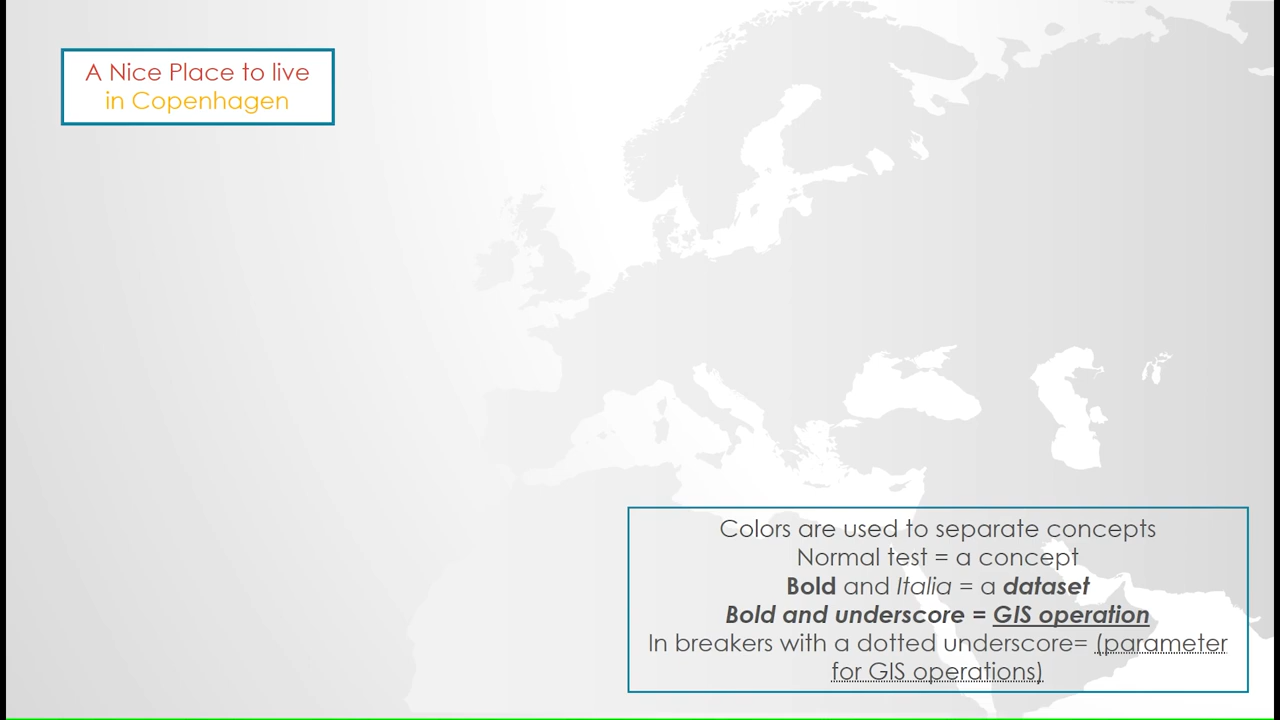 A Nice Place to live
in Copenhagen
Colors are used to separate concepts
Normal test = a concept
Bold and Italia = a dataset
Bold and underscore = GIS operation
In breakers with a dotted underscore= (parameter
for GIS operations)